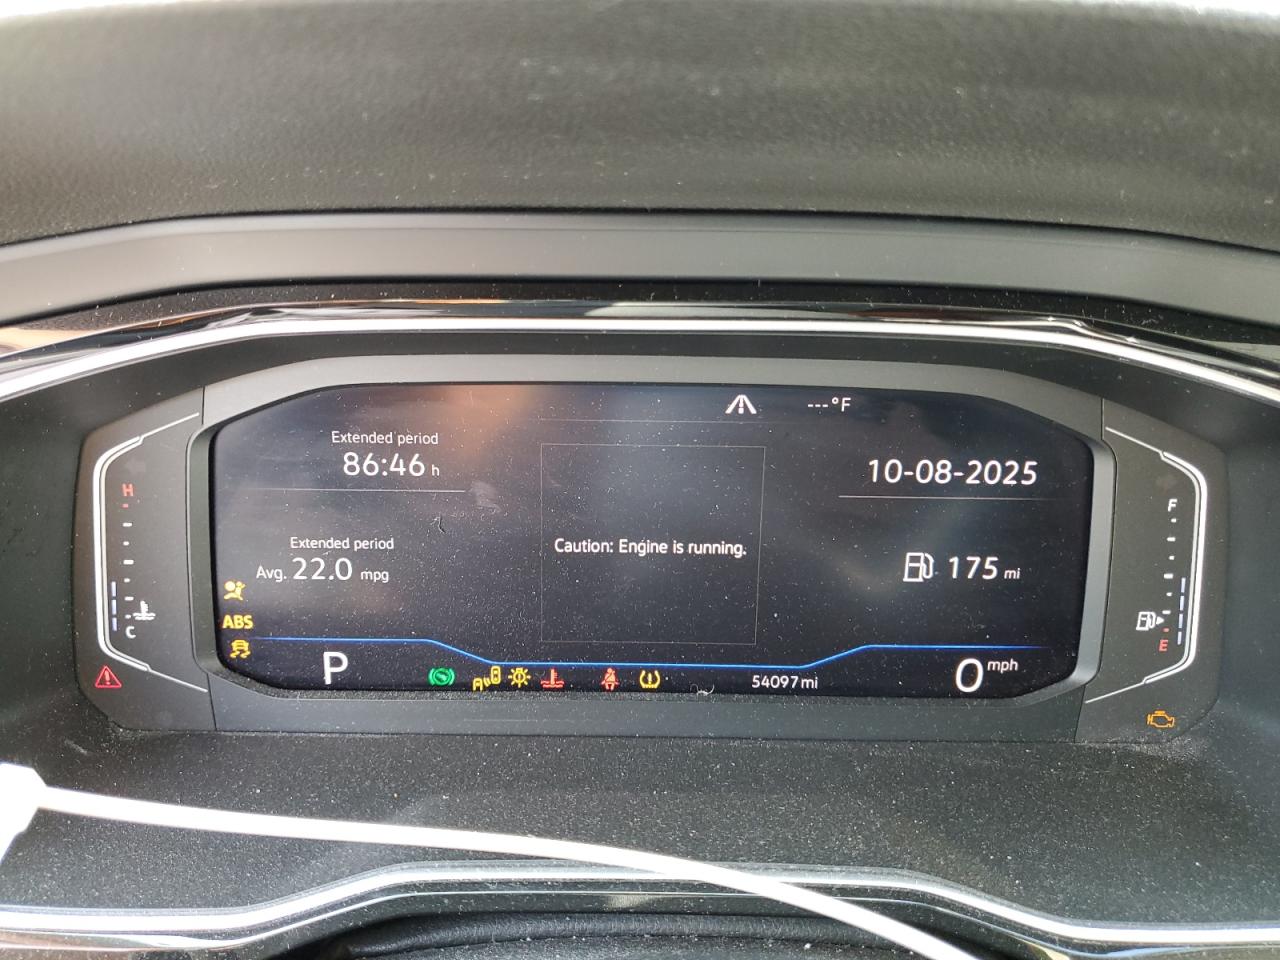 ---°F
Extended period
86:46 h
10-08-2025
H
F
Extended period
Avg. 22.0 mpg
Caution: Engine is running.
175 mi
ABS
C
E
P
0 mph
A
54097 mi